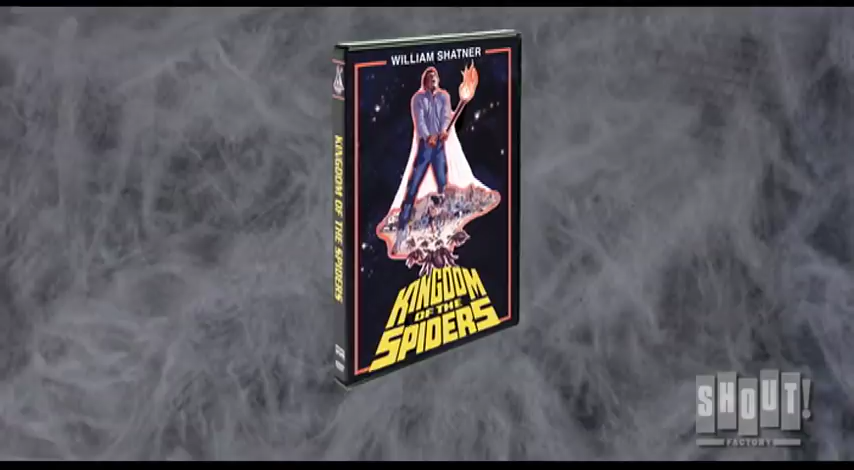 WILLIAM SHATNER
KINGDOM OF THE SPIDERS
KINGDOM
OF THE
SPIDERS
SHOUT!
FACTORY